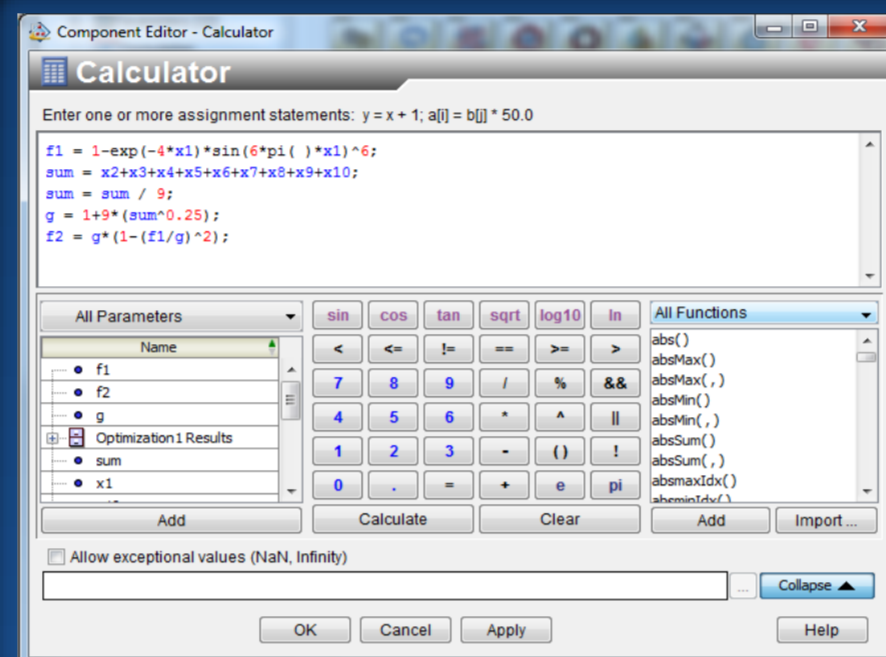 Component Editor - Calculator
Calculator
Enter one or more assignment statements: y = x + 1; a[i] = b[j] * 50.0
f1 = 1-exp(-4*x1)*sin(6*pi( )*x1)^6;
sum = x2+x3+x4+x5+x6+x7+x8+x9+x10;
sum = sum / 9;
g = 1+9*(sum^0.25);
f2 = g*(1-(f1/g)^2);
All Parameters
Name
f1
f2
g
Optimization1 Results
sum
x1
Add
sin cos tan sqrt log10 ln
< <= != == >= >
7 8 9 / % &&
4 5 6 * ^ ||
1 2 3 - () !
0 . = + e pi
Calculate Clear
All Functions
abs()
absMax()
absMax(,)
absMin()
absMin(,)
absSum()
absSum(,)
absmaxIdx()
absminIdx()
Add Import ...
Allow exceptional values (NaN, Infinity)
... Collapse
OK Cancel Apply Help